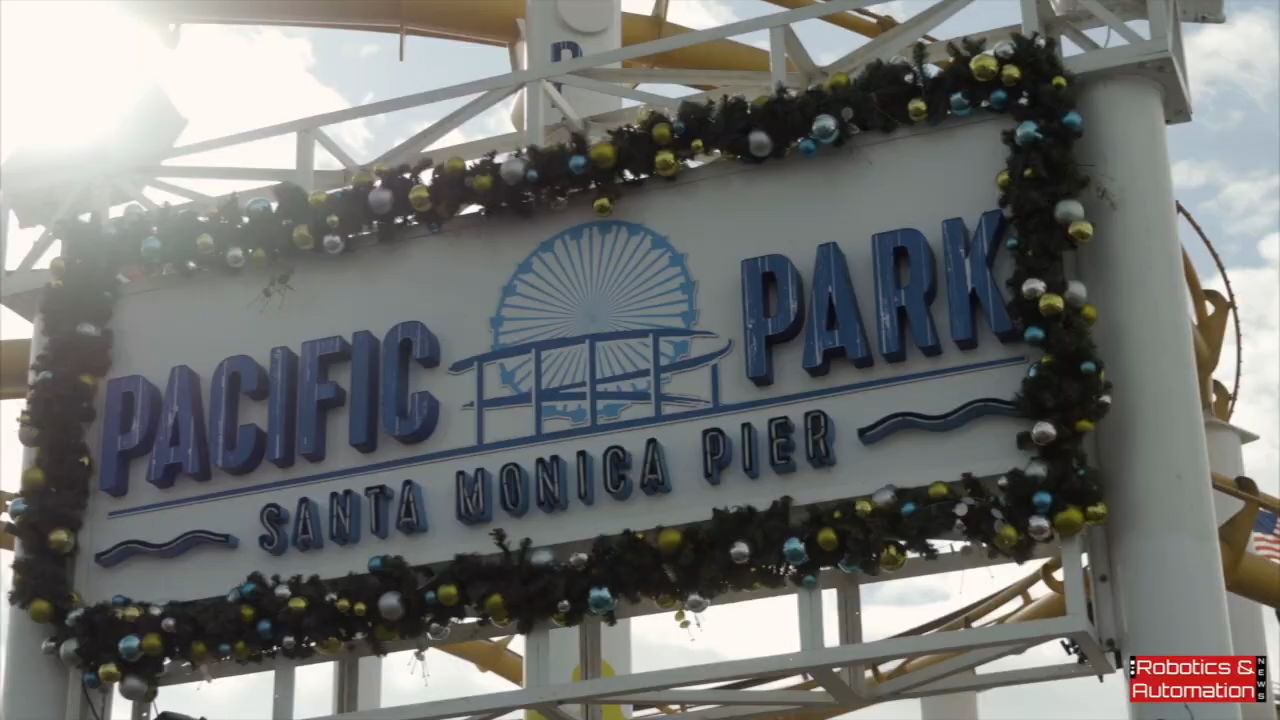 PACIFIC PARK
SANTA MONICA PIER
Robotics &
Automation
NEWS